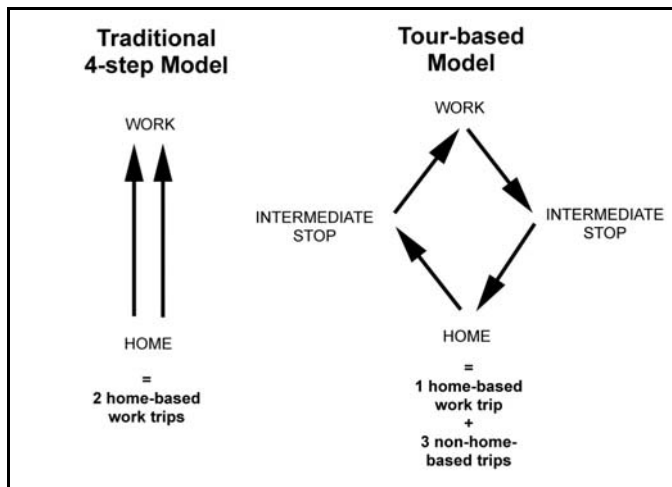 Traditional
4-step Model
WORK
HOME
=
2 home-based
work trips
Tour-based
Model
WORK
INTERMEDIATE
STOP
INTERMEDIATE
STOP
HOME
=
1 home-based
work trip
+
3 non-home-
based trips